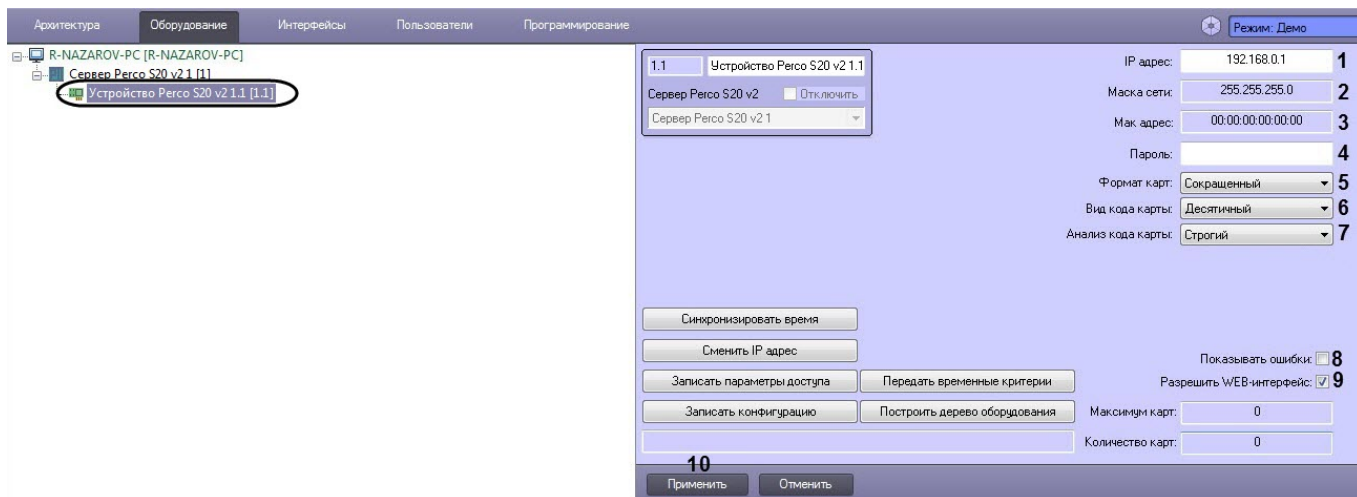 Архитектура Оборудование Интерфейсы Пользователи Программирование Режим: Демо
R-NAZAROV-PC [R-NAZAROV-PC]
Сервер Perco S20 v2 1 [1]
Устройство Perco S20 v2 1.1 [1.1]
1.1 Устройство Perco S20 v2 1.1
Сервер Perco S20 v2 Отключить
Сервер Perco S20 v2 1
IP адрес: 192.168.0.1 1
Маска сети: 255.255.255.0 2
Мак адрес: 00:00:00:00:00:00 3
Пароль: 4
Формат карт: Сокращенный 5
Вид кода карты: Десятичный 6
Анализ кода карты: Строгий 7
Синхронизировать время
Сменить IP адрес
Показывать ошибки: 8
Записать параметры доступа Передать временные критерии Разрешить WEB-интерфейс: 9
Записать конфигурацию Построить дерево оборудования Максимум карт: 0
Количество карт: 0
10
Применить Отменить